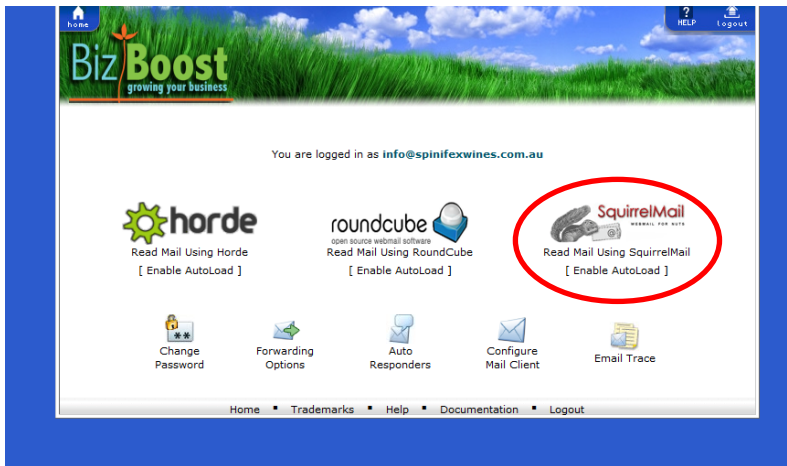 home
HELP
logout
Biz Boost
growing your business
You are logged in as info@spinifexwines.com.au
horde
roundcube
open source webmail software
SquirrelMail
WEBMAIL FOR NUTS
Read Mail Using Horde
Read Mail Using RoundCube
Read Mail Using SquirrelMail
[ Enable AutoLoad ]
[ Enable AutoLoad ]
[ Enable AutoLoad ]
Change
Password
Forwarding
Options
Auto
Responders
Configure
Mail Client
Email Trace
Home ▪ Trademarks ▪ Help ▪ Documentation ▪ Logout